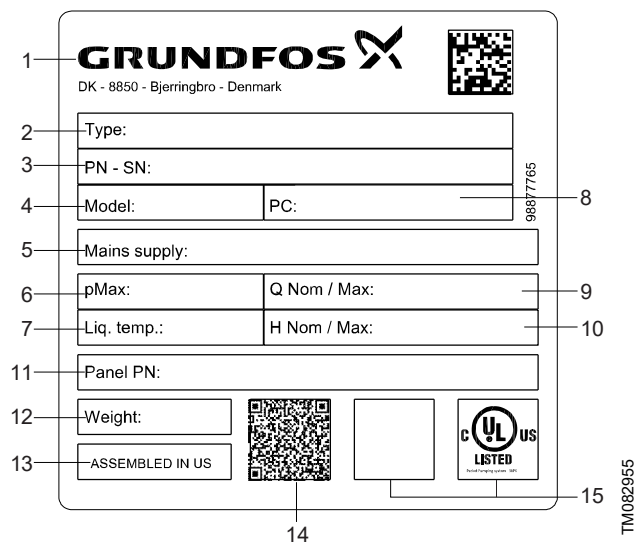 1 GRUNDFOS
DK - 8850 - Bjerringbro - Denmark
2 Type:
3 PN - SN:
4 Model: PC: 8
98877765
5 Mains supply:
6 pMax: Q Nom / Max: 9
7 Liq. temp.: H Nom / Max: 10
11 Panel PN:
12 Weight:
13 ASSEMBLED IN US
C UL US
LISTED
14
15
TM082955